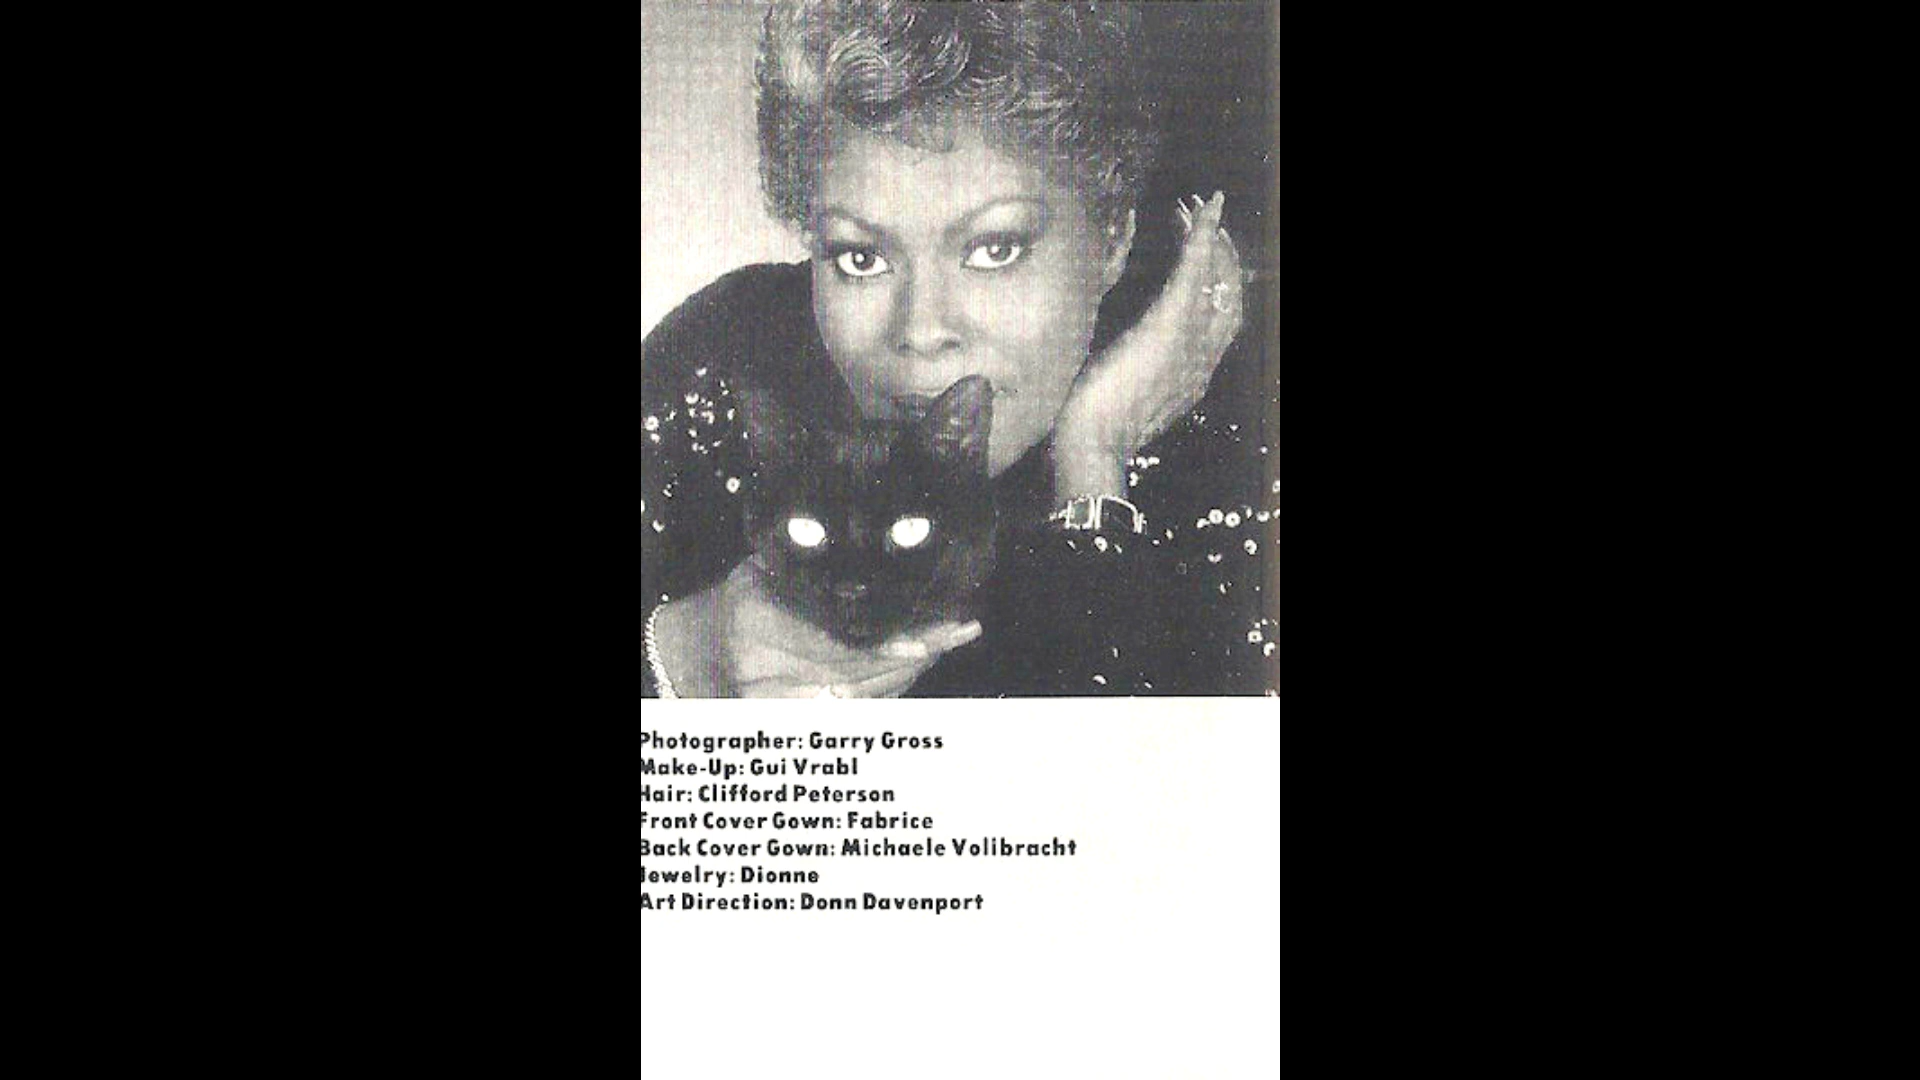 Photographer: Garry Gross
Make-Up: Gui Vrabl
Hair: Clifford Peterson
Front Cover Gown: Fabrice
Back Cover Gown: Michaele Volibracht
Jewelry: Dionne
Art Direction: Donn Davenport